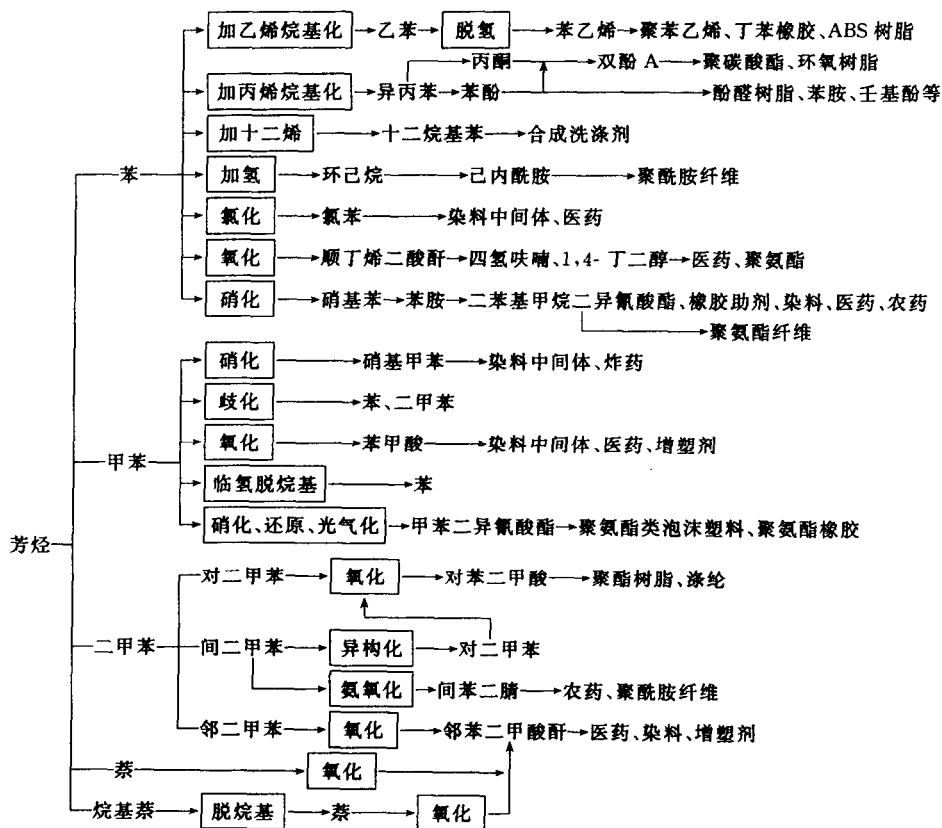 加乙烯烷基化 乙苯 脱氢 苯乙烯 聚苯乙烯、丁苯橡胶、ABS树脂
丙酮 双酚A 聚碳酸酯、环氧树脂
加丙烯烷基化 异丙苯 苯酚 酚醛树脂、苯胺、壬基酚等
加十二烯 十二烷基苯 合成洗涤剂
苯 加氢 环己烷 己内酰胺 聚酰胺纤维
氯化 氯苯 染料中间体、医药
氧化 顺丁烯二酸酐 四氢呋喃、1,4-丁二醇 医药、聚氨酯
硝化 硝基苯 苯胺 二苯基甲烷二异氰酸酯、橡胶助剂、染料、医药、农药
聚氨酯纤维
硝化 硝基甲苯 染料中间体、炸药
歧化 苯、二甲苯
氧化 苯甲酸 染料中间体、医药、增塑剂
甲苯
临氢脱烷基 苯
硝化、还原、光气化 甲苯二异氰酸酯 聚氨酯类泡沫塑料、聚氨酯橡胶
芳烃
对二甲苯 氧化 对苯二甲酸 聚酯树脂、涤纶
二甲苯 间二甲苯 异构化 对二甲苯
氨氧化 间苯二腈 农药、聚酰胺纤维
邻二甲苯 氧化 邻苯二甲酸酐 医药、染料、增塑剂
萘 氧化
烷基萘 脱烷基 萘 氧化